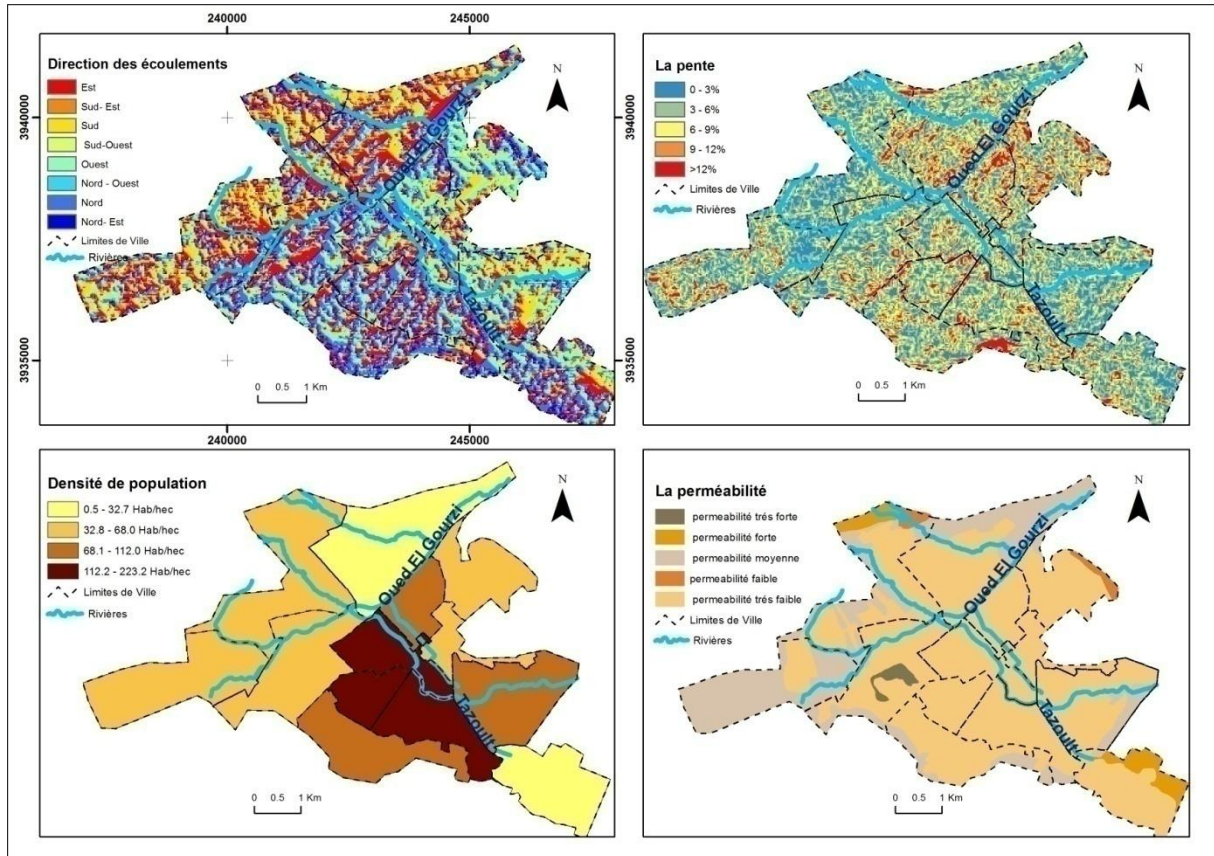 240000
245000
3940000
3935000
Direction des écoulements
Est
Sud- Est
Sud
Sud-Ouest
Ouest
Nord - Ouest
Nord
Nord- Est
Limites de Ville
Rivières
Oued El Gourzi
Tazoult
N
0 0.5 1 Km
240000
245000
La pente
0 - 3%
3 - 6%
6 - 9%
9 - 12%
>12%
Limites de Ville
Rivières
Oued El Gourzi
Tazoult
N
3940000
3935000
0 0.5 1 Km
Densité de population
0.5 - 32.7 Hab/hec
32.8 - 68.0 Hab/hec
68.1 - 112.0 Hab/hec
112.2 - 223.2 Hab/hec
Limites de Ville
Rivières
Oued El Gourzi
Tazoult
N
0 0.5 1 Km
La perméabilité
permeabilité trés forte
permeabilité forte
permeabilité moyenne
permeabilité faible
permeabilité trés faible
Limites de Ville
Rivières
Oued El Gourzi
Tazoult
N
0 0.5 1 Km